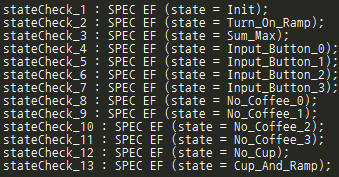 stateCheck_1 : SPEC EF (state = Init);
stateCheck_2 : SPEC EF (state = Turn_On_Ramp);
stateCheck_3 : SPEC EF (state = Sum_Max);
stateCheck_4 : SPEC EF (state = Input_Button_0);
stateCheck_5 : SPEC EF (state = Input_Button_1);
stateCheck_6 : SPEC EF (state = Input_Button_2);
stateCheck_7 : SPEC EF (state = Input_Button_3);
stateCheck_8 : SPEC EF (state = No_Coffee_0);
stateCheck_9 : SPEC EF (state = No_Coffee_1);
stateCheck_10 : SPEC EF (state = No_Coffee_2);
stateCheck_11 : SPEC EF (state = No_Coffee_3);
stateCheck_12 : SPEC EF (state = No_Cup);
stateCheck_13 : SPEC EF (state = Cup_And_Ramp);